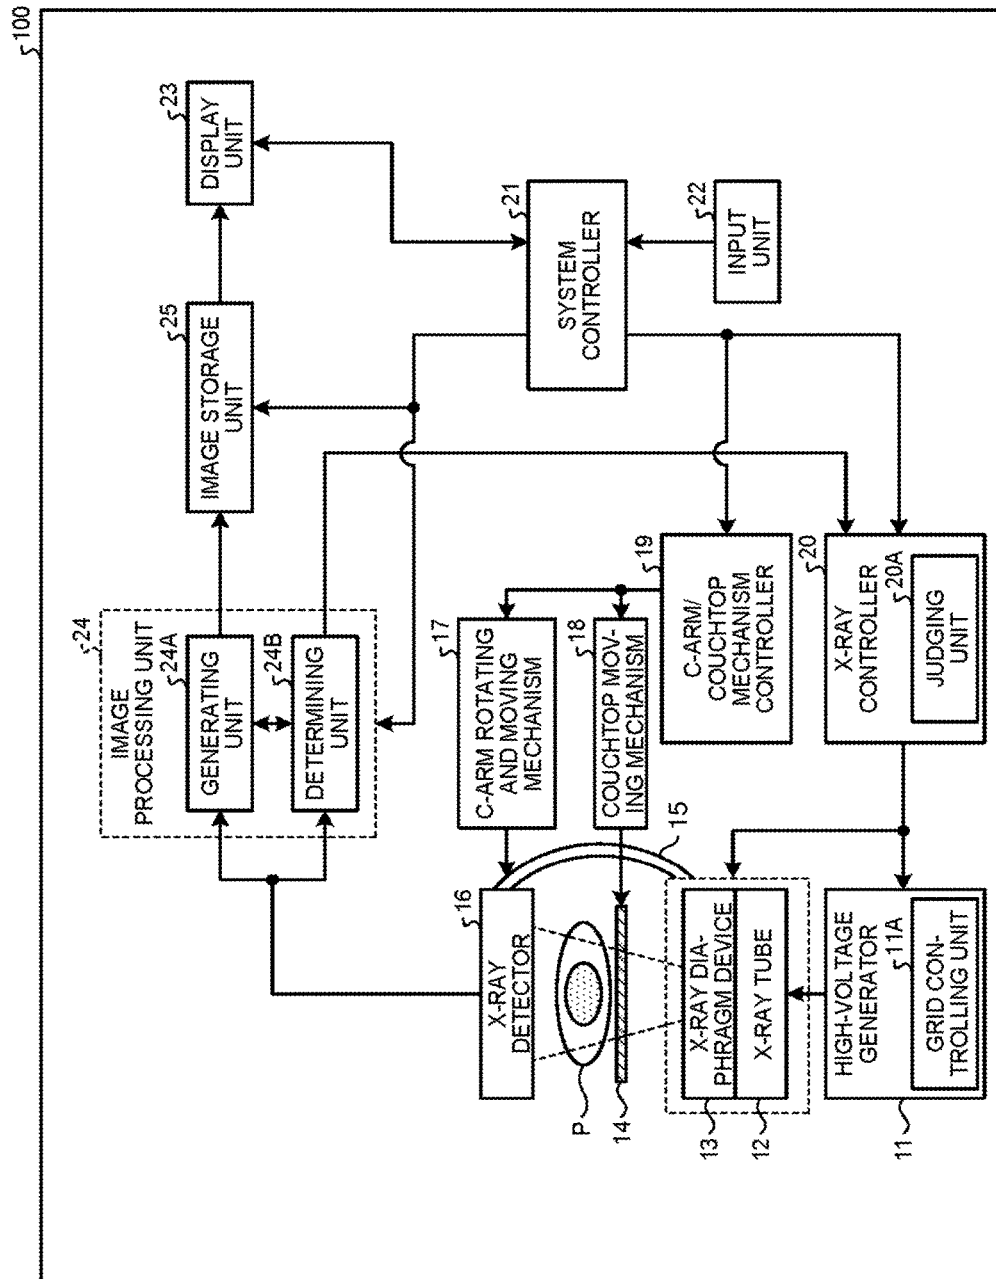 100
IMAGE
PROCESSING UNIT
24
24A
GENERATING
UNIT
24B
DETERMINING
UNIT
25
IMAGE STORAGE
UNIT
23
DISPLAY
UNIT
16
X-RAY
DETECTOR
17
C-ARM ROTATING
AND MOVING
MECHANISM
21
SYSTEM
CONTROLLER
P
14
15
18
COUCHTOP MOV-
ING MECHANISM
22
INPUT
UNIT
13
X-RAY DIA-
PHRAGM DEVICE
12
X-RAY TUBE
19
C-ARM/
COUCHTOP
MECHANISM
CONTROLLER
11
HIGH-VOLTAGE
GENERATOR
11A
GRID CON-
TROLLING UNIT
20
X-RAY
CONTROLLER
20A
JUDGING
UNIT